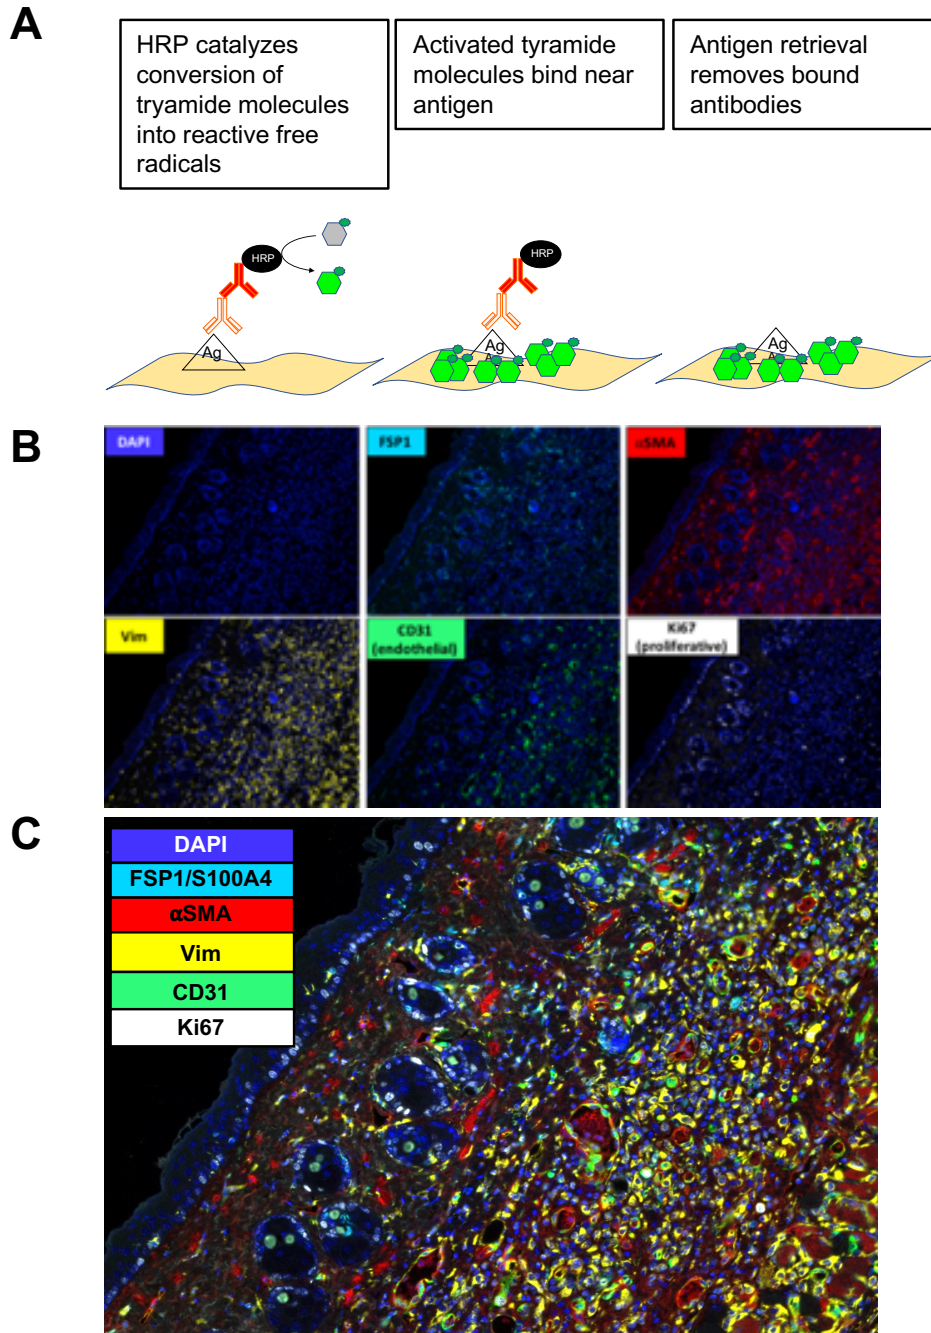 A
HRP catalyzes
conversion of
tryamide molecules
into reactive free
radicals
Activated tyramide
molecules bind near
antigen
Antigen retrieval
removes bound
antibodies
HRP
HRP
Ag
Ag
Ag
Ag
B
DAPI
FSP1
αSMA
Vim
CD31
(endothelial)
Ki67
(proliferative)
C
DAPI
FSP1/S100A4
αSMA
Vim
CD31
Ki67